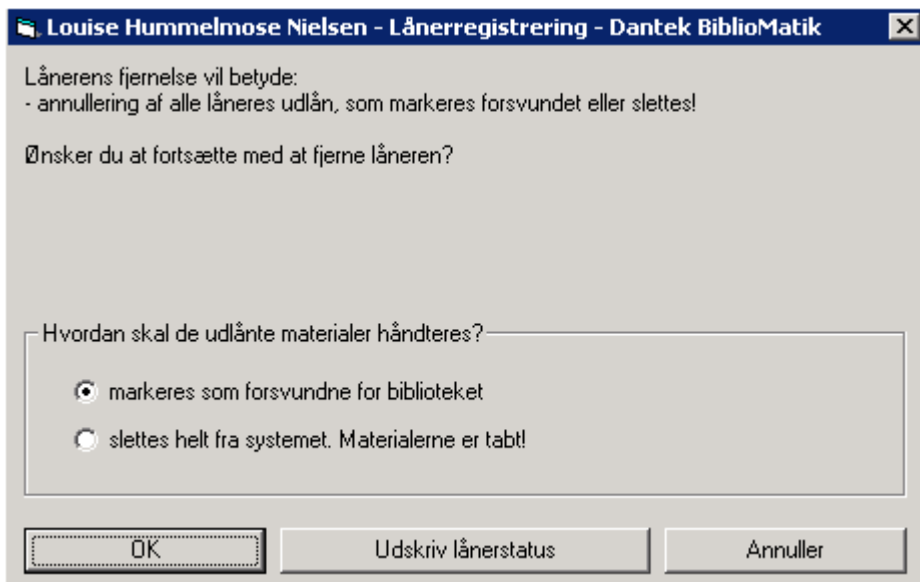 Louise Hummelmose Nielsen - Lånerregistrering - Dantek BiblioMatik
Lånerens fjernelse vil betyde:
- annullering af alle låneres udlån, som markeres forsvundet eller slettes!
Ønsker du at fortsætte med at fjerne låneren?
Hvordan skal de udlånte materialer håndteres?
markeres som forsvundne for biblioteket
slettes helt fra systemet. Materialerne er tabt!
OK
Udskriv lånerstatus
Annuller